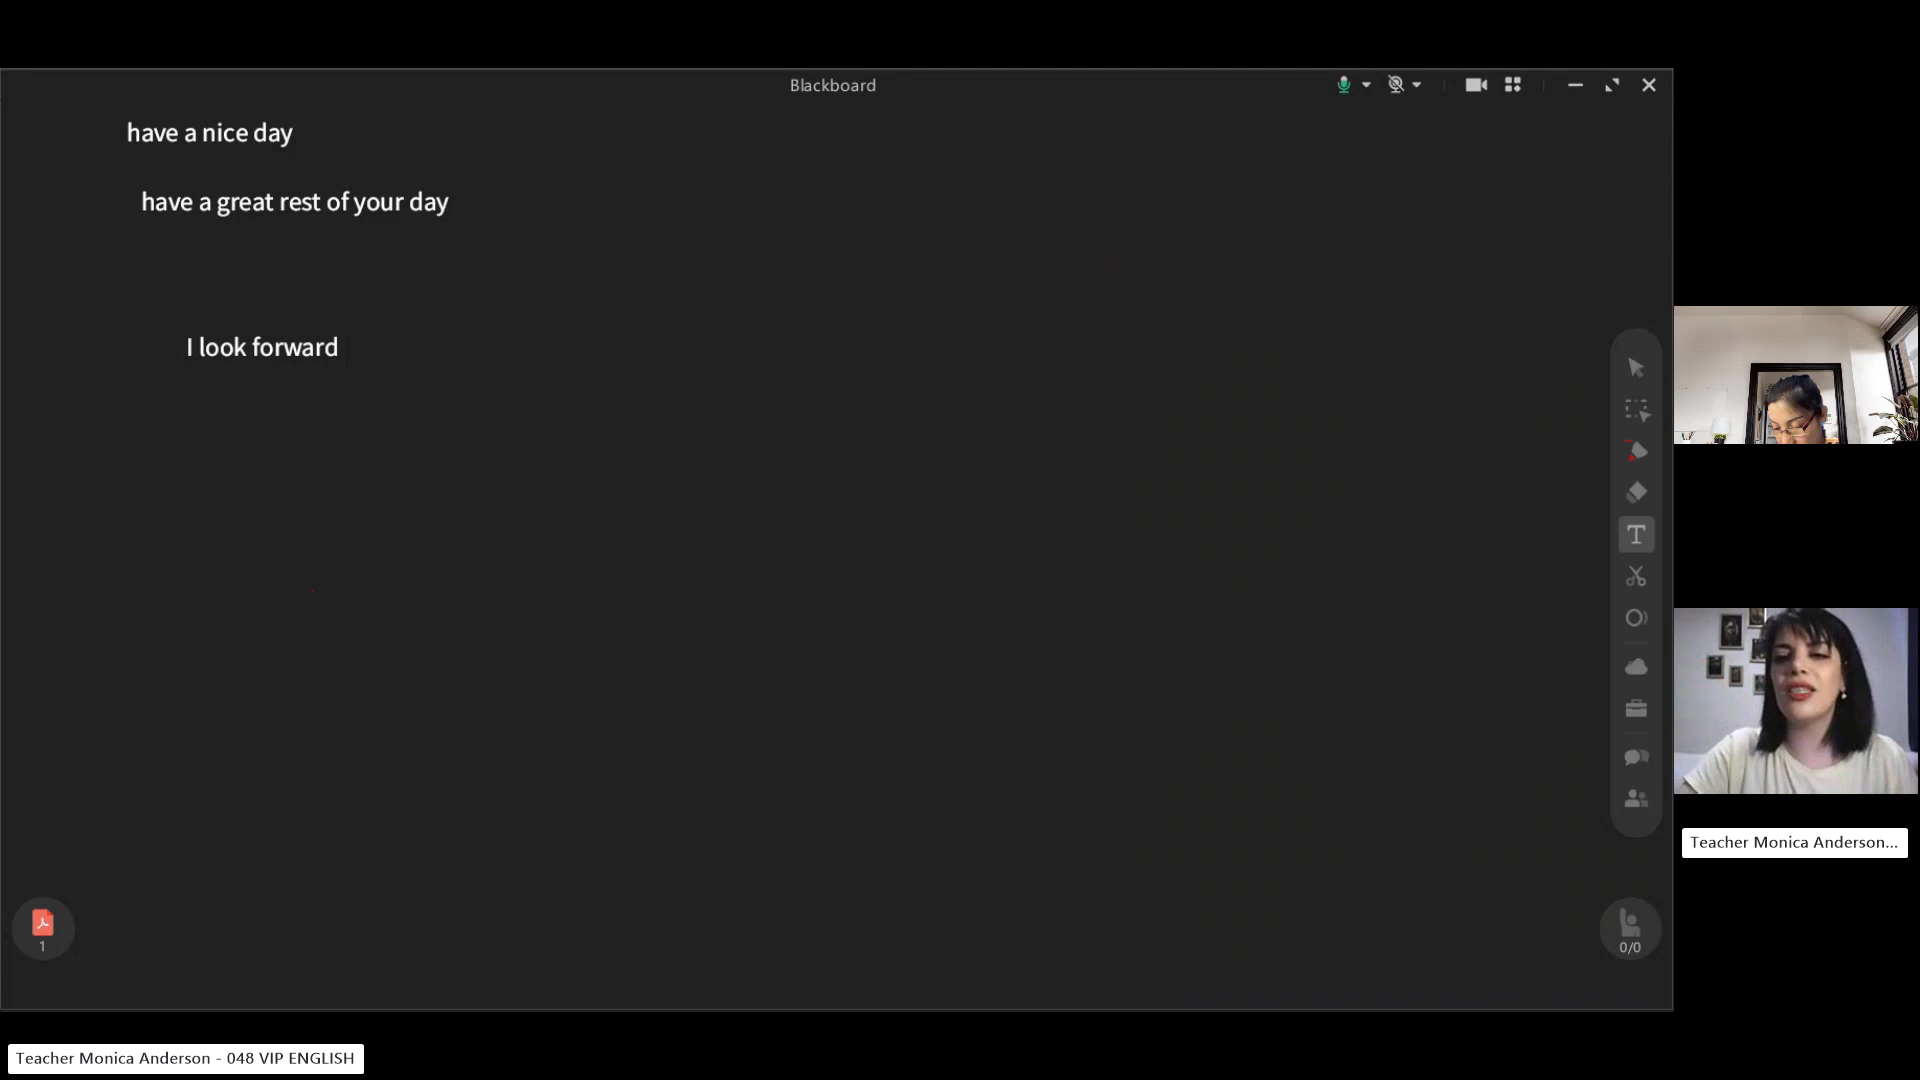 Blackboard
have a nice day
have a great rest of your day
I look forward
1
0/0
Teacher Monica Anderson...
Teacher Monica Anderson - 048 VIP ENGLISH